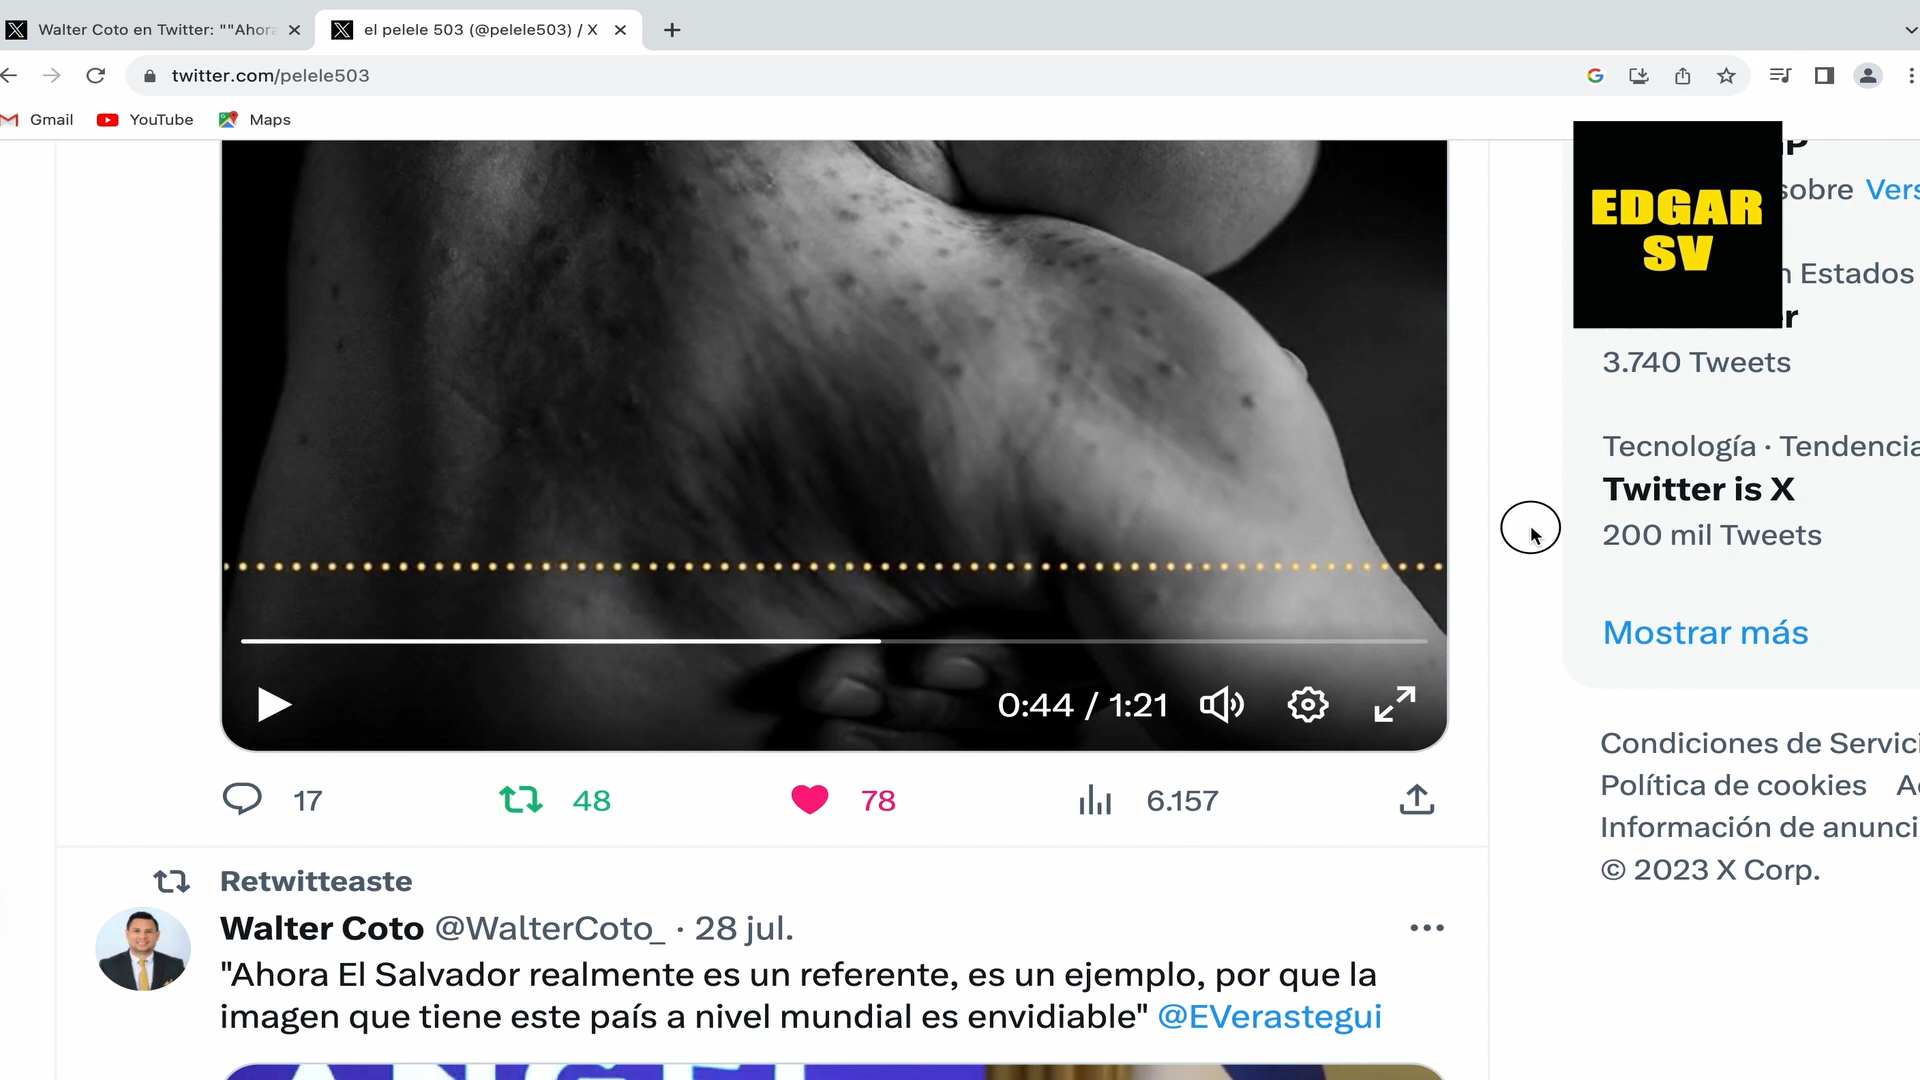 Walter Coto en Twitter: ""Ahora
el pelele 503 (@pelele503) / X
twitter.com/pelele503
Gmail
YouTube
Maps
EDGAR
SV
sobre Vers
n Estados
er
3.740 Tweets
Tecnología · Tendencia
Twitter is X
200 mil Tweets
Mostrar más
0:44 / 1:21
17
48
78
6.157
Condiciones de Servici
Política de cookies
Información de anunci
© 2023 X Corp.
Retwitteaste
Walter Coto @WalterCoto_ · 28 jul.
"Ahora El Salvador realmente es un referente, es un ejemplo, por que la
imagen que tiene este país a nivel mundial es envidiable" @EVerastegui